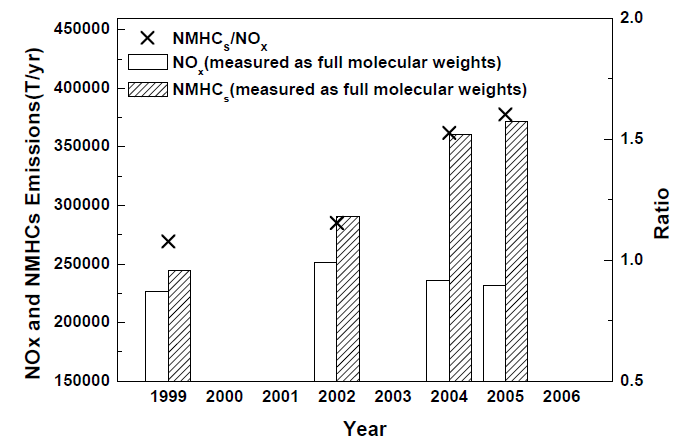 NMHCs/NOx
NOx(measured as full molecular weights)
NMHCs(measured as full molecular weights)
NOx and NMHCs Emissions(T/yr)
450000
400000
350000
300000
250000
200000
150000
2.0
1.5
1.0
0.5
Ratio
1999 2000 2001 2002 2003 2004 2005 2006
Year